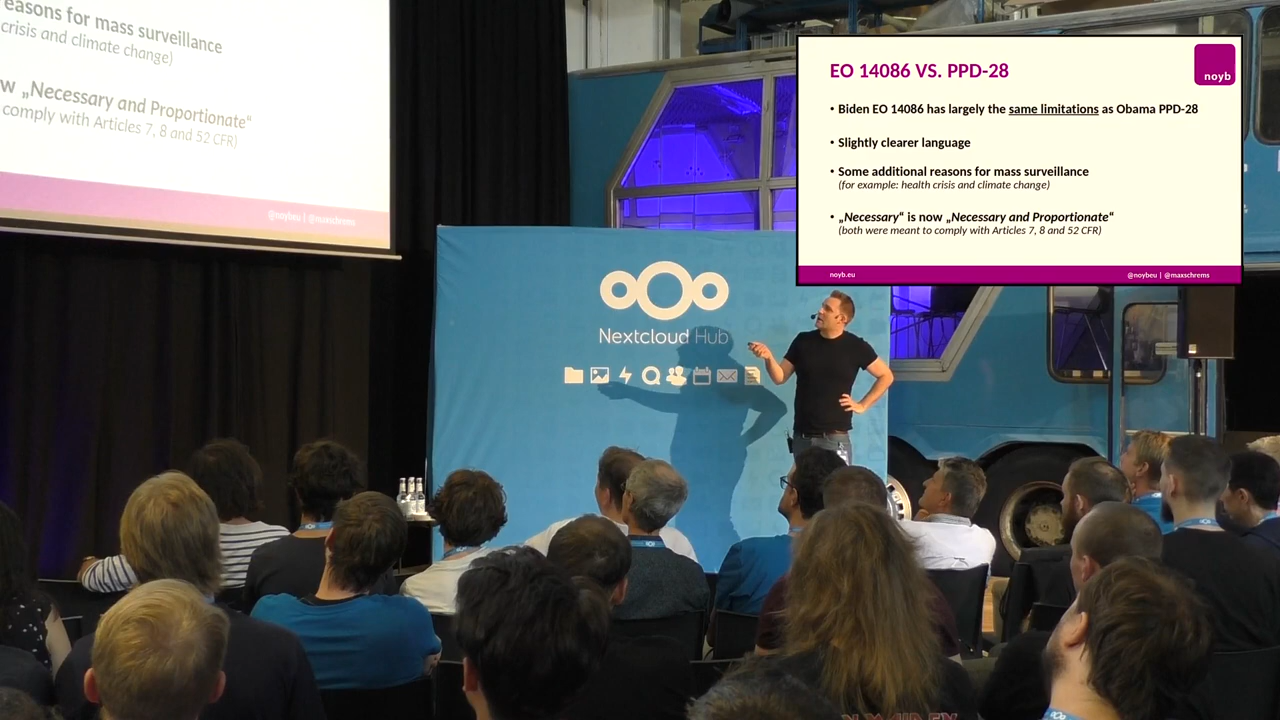 easons for mass surveillance
crisis and climate change)
w „Necessary and Proportionate“
comply with Articles 7, 8 and 52 CFR)
@noybeu | @maxschrems
Nextcloud Hub
EO 14086 VS. PPD-28
noyb
• Biden EO 14086 has largely the same limitations as Obama PPD-28
• Slightly clearer language
• Some additional reasons for mass surveillance
(for example: health crisis and climate change)
• „Necessary“ is now „Necessary and Proportionate“
(both were meant to comply with Articles 7, 8 and 52 CFR)
noyb.eu
@noybeu | @maxschrems